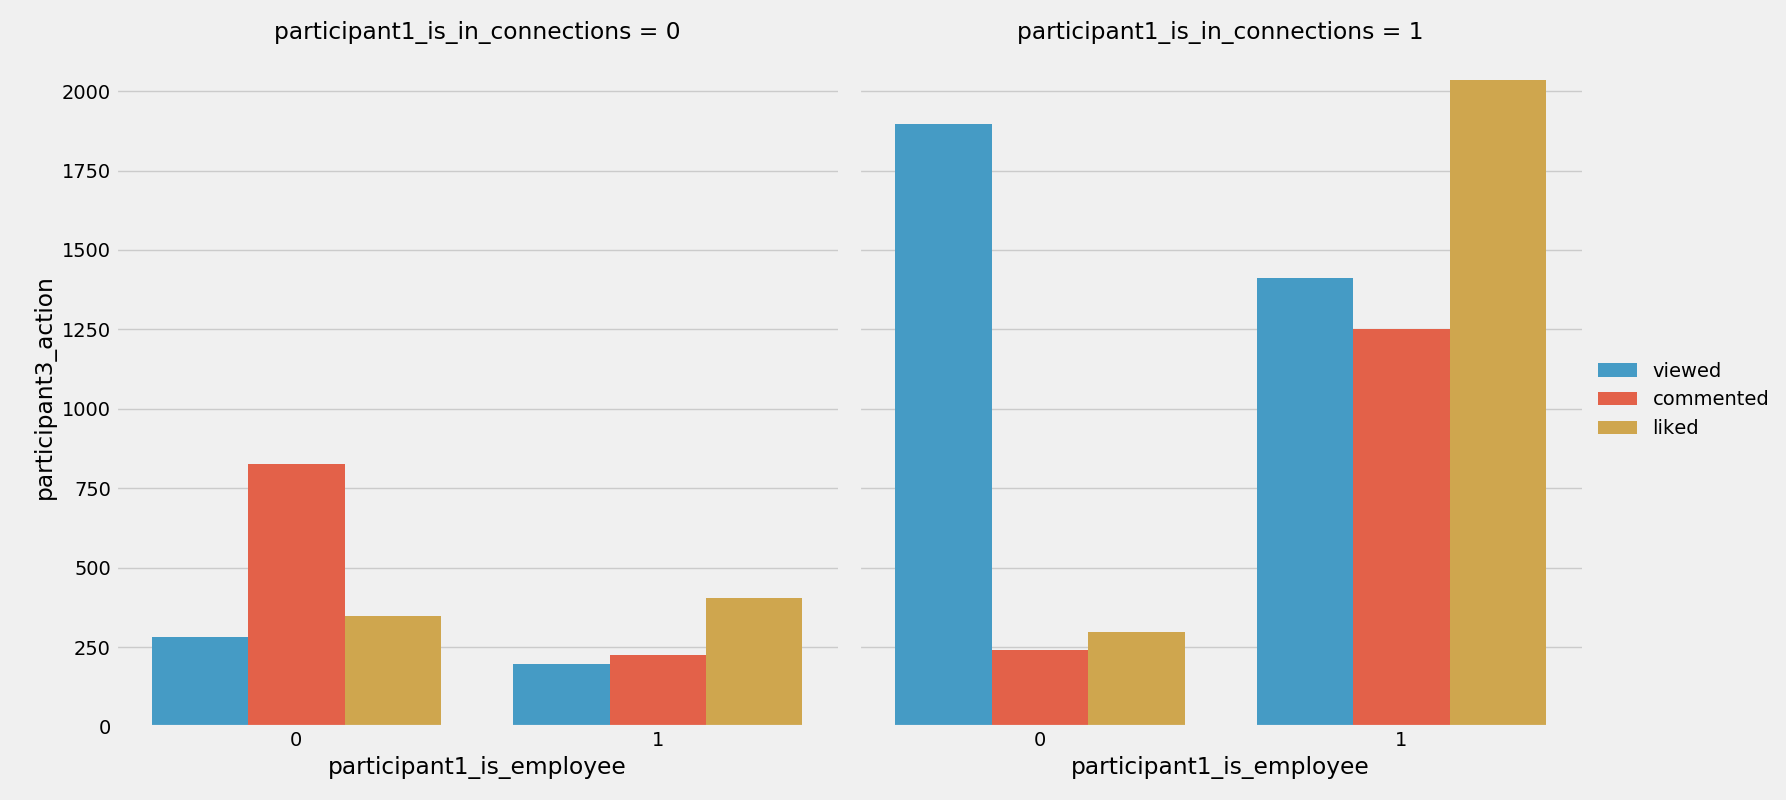 participant1_is_in_connections = 0
participant1_is_in_connections = 1
participant3_action
2000
1750
1500
1250
1000
750
500
250
0
0
1
0
1
participant1_is_employee
participant1_is_employee
viewed
commented
liked